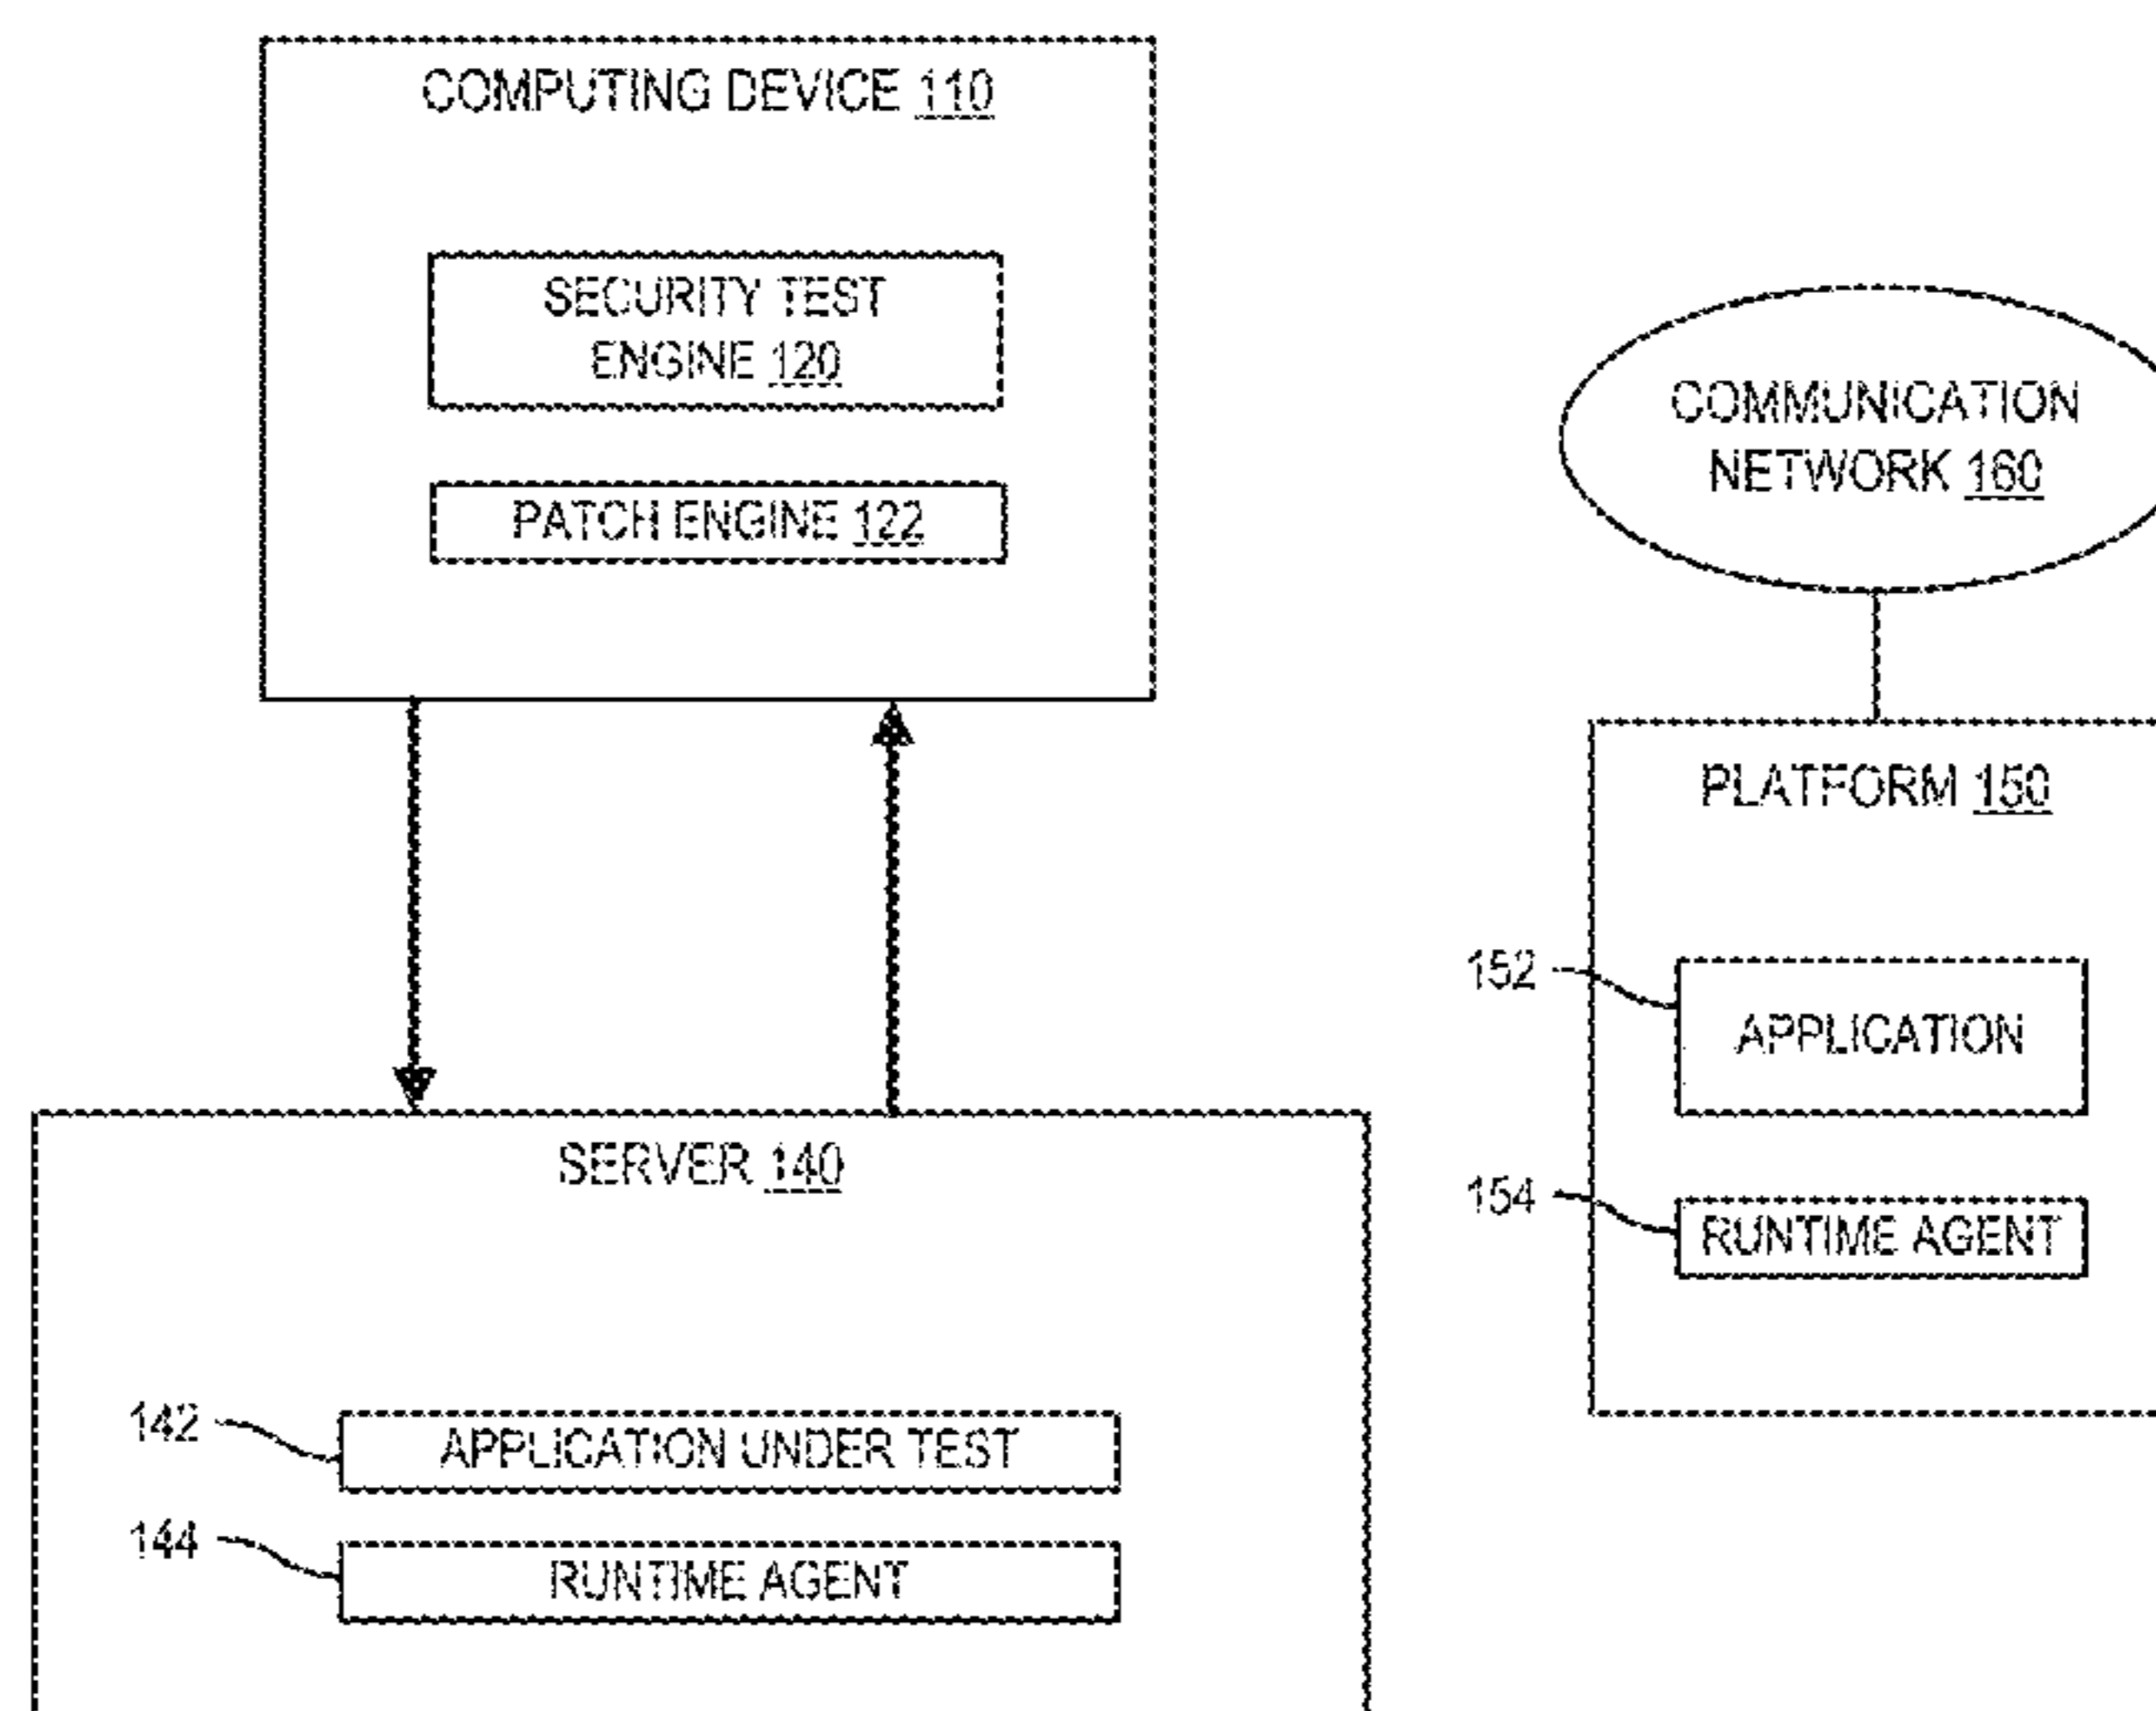 COMPUTING DEVICE 110
SECURITY TEST
ENGINE 120
PATCH ENGINE 122
COMMUNICATION
NETWORK 160
PLATFORM 150
152
APPLICATION
154
RUNTIME AGENT
SERVER 140
142
APPLICATION UNDER TEST
144
RUNTIME AGENT